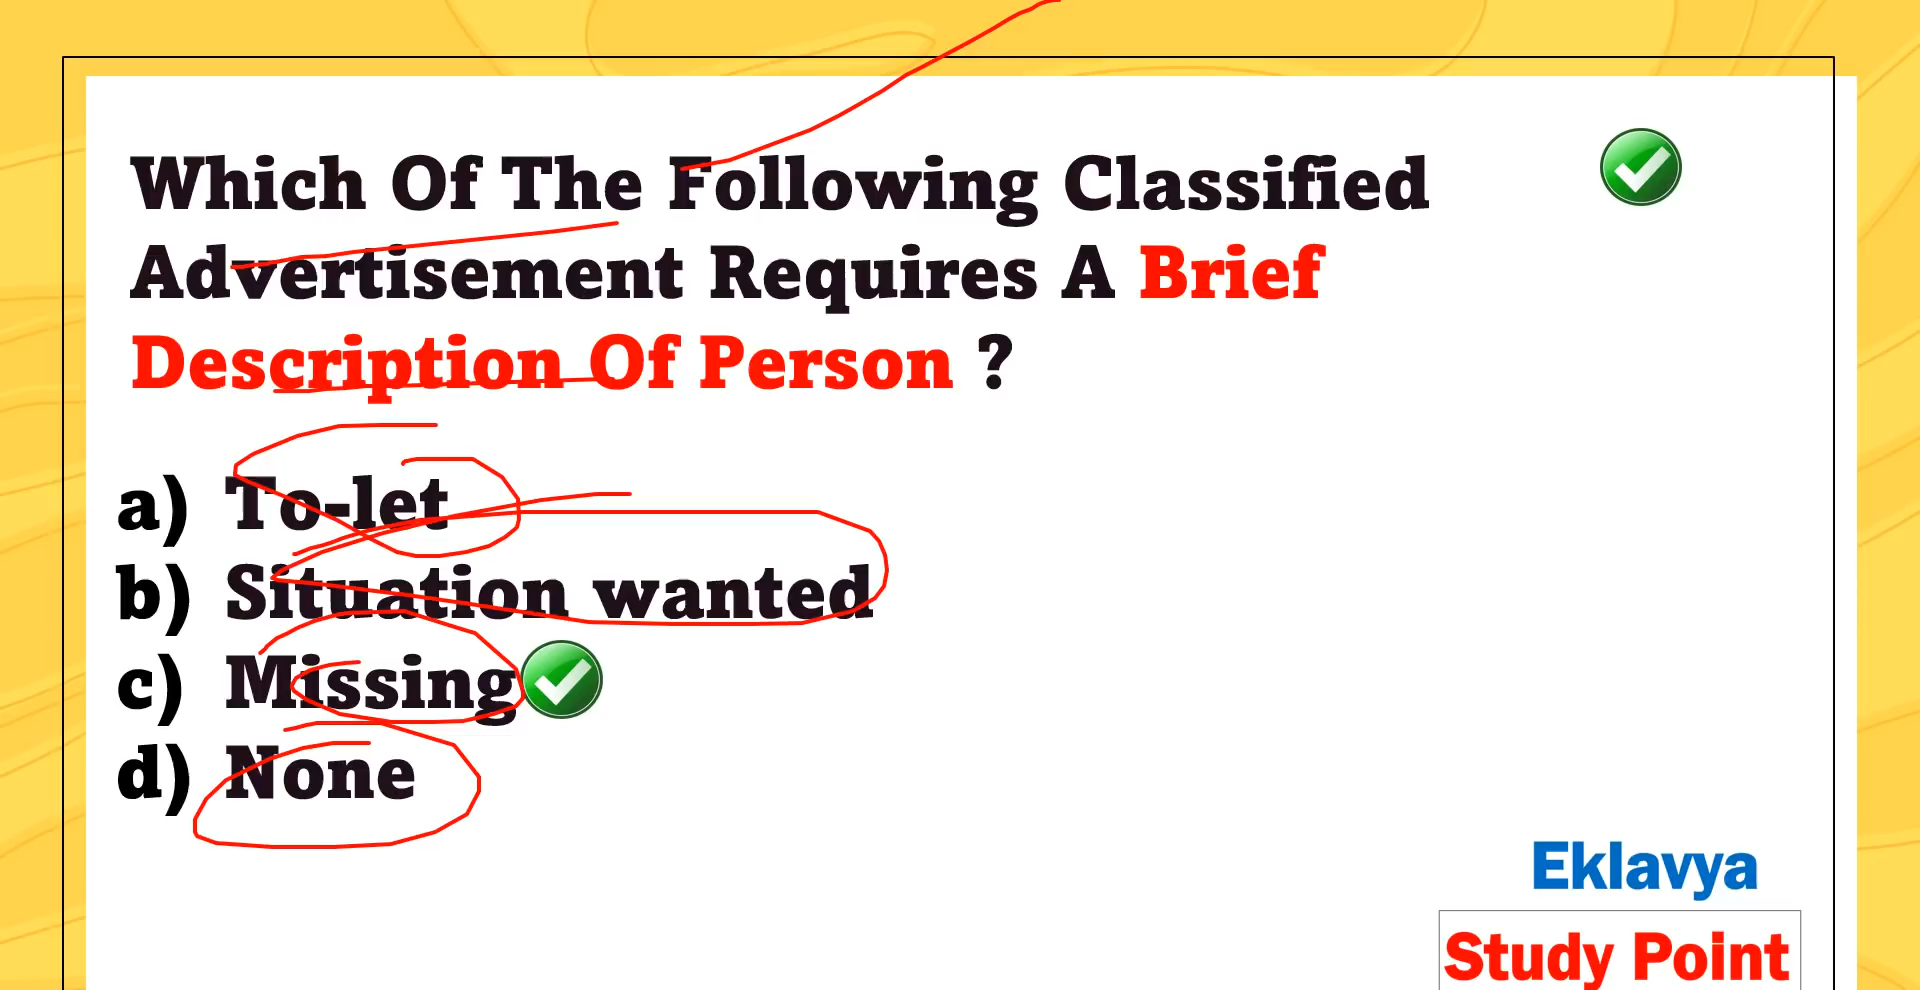 Which Of The Following Classified
Advertisement Requires A Brief
Description Of Person ?
a) To-let
b) Situation wanted
c) Missing
d) None
Eklavya
Study Point